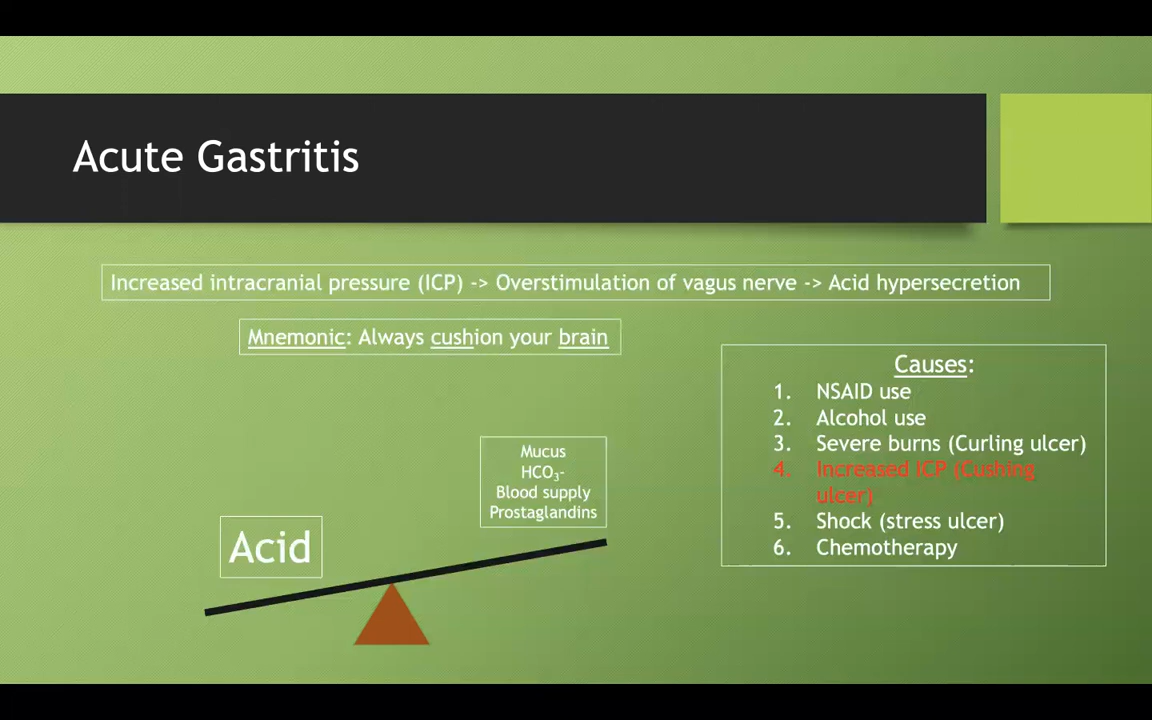 Acute Gastritis
Increased intracranial pressure (ICP) -> Overstimulation of vagus nerve -> Acid hypersecretion
Mnemonic: Always cushion your brain
Causes:
1. NSAID use
2. Alcohol use
3. Severe burns (Curling ulcer)
4. Increased ICP (Cushing
ulcer)
5. Shock (stress ulcer)
6. Chemotherapy
Mucus
HCO₃-
Blood supply
Prostaglandins
Acid